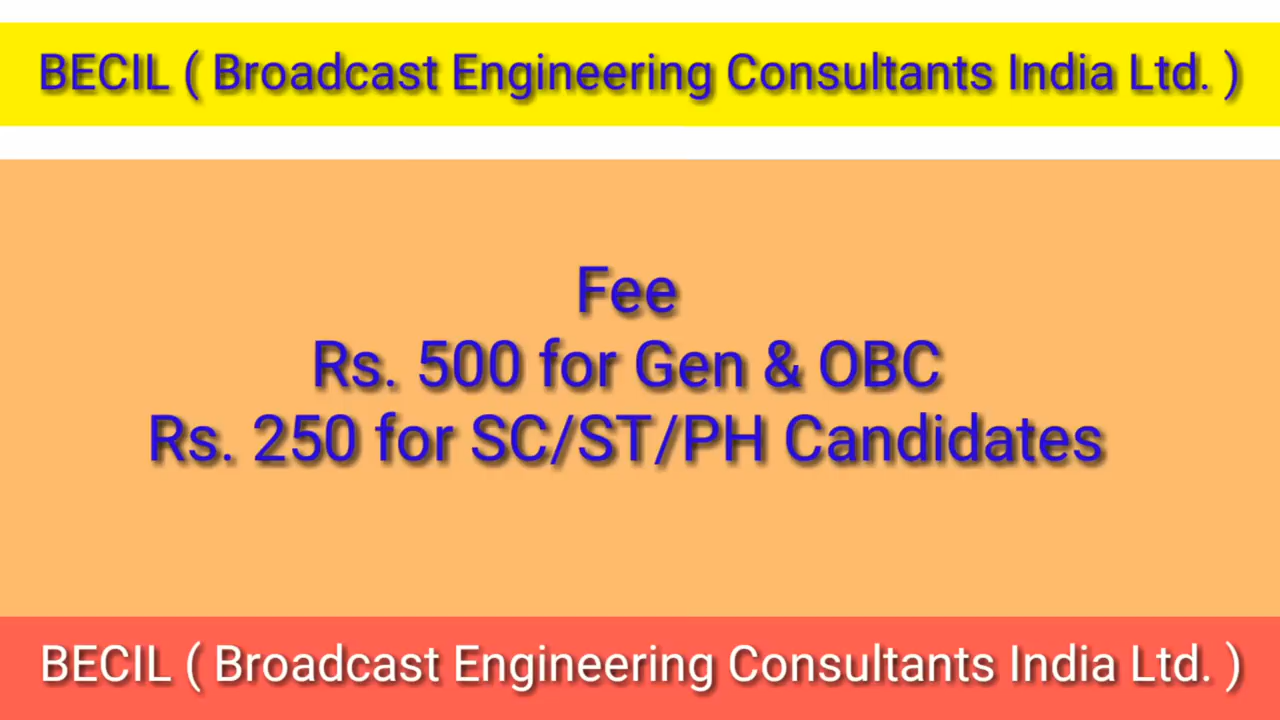 BECIL ( Broadcast Engineering Consultants India Ltd. )
Fee
Rs. 500 for Gen & OBC
Rs. 250 for SC/ST/PH Candidates
BECIL ( Broadcast Engineering Consultants India Ltd. )